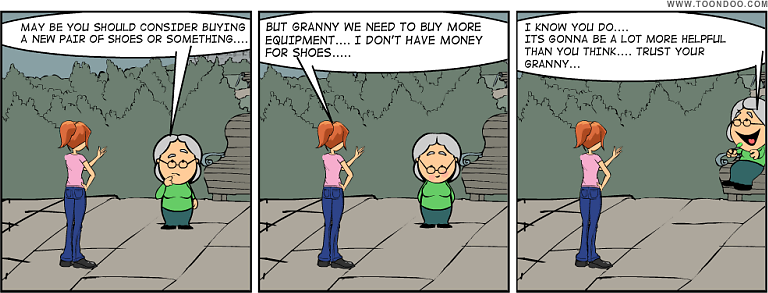 WWW.TOONDOO.COM
MAY BE YOU SHOULD CONSIDER BUYING
A NEW PAIR OF SHOES OR SOMETHING....
BUT GRANNY WE NEED TO BUY MORE
EQUIPMENT.... I DON'T HAVE MONEY
FOR SHOES.....
I KNOW YOU DO....
ITS GONNA BE A LOT MORE HELPFUL
THAN YOU THINK.... TRUST YOUR
GRANNY...